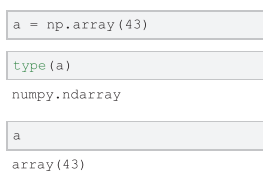 a = np.array(43)
type(a)
numpy.ndarray
a
array(43)